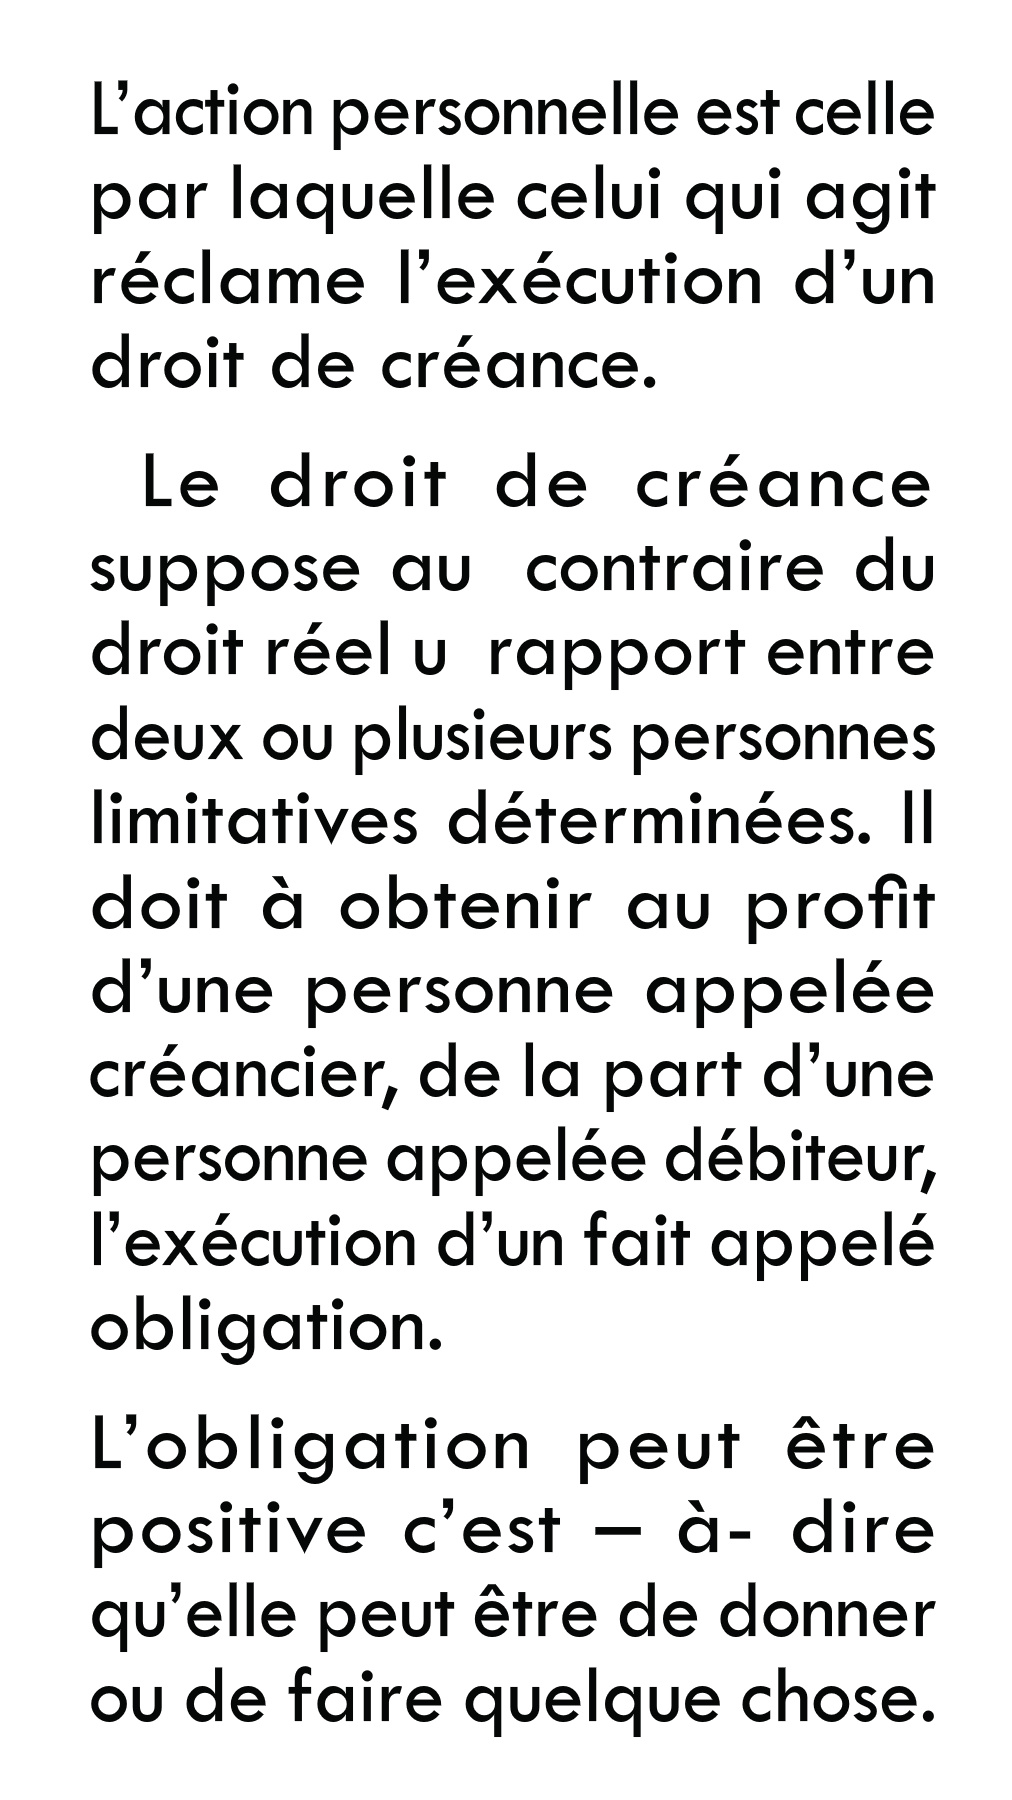 L’action personnelle est celle
par laquelle celui qui agit
réclame l’exécution d’un
droit de créance.
Le droit de créance
suppose au contraire du
droit réel u rapport entre
deux ou plusieurs personnes
limitatives déterminées. Il
doit à obtenir au profit
d’une personne appelée
créancier, de la part d’une
personne appelée débiteur,
l’exécution d’un fait appelé
obligation.
L’obligation peut être
positive c’est – à- dire
qu’elle peut être de donner
ou de faire quelque chose.